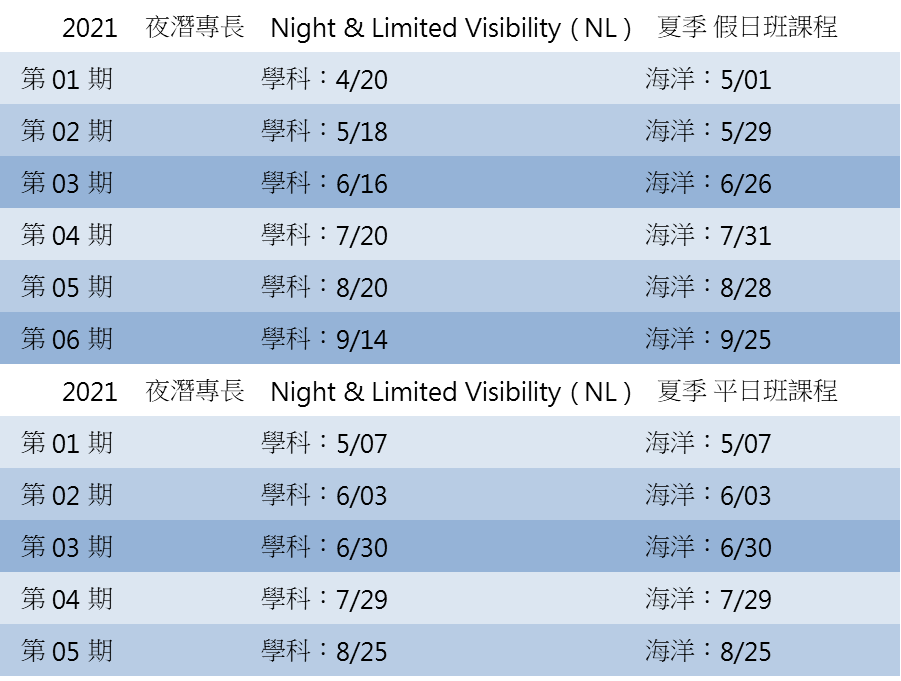 2021 夜潛專長 Night & Limited Visibility ( NL ) 夏季 假日班課程
第 01 期 學科：4/20 海洋：5/01
第 02 期 學科：5/18 海洋：5/29
第 03 期 學科：6/16 海洋：6/26
第 04 期 學科：7/20 海洋：7/31
第 05 期 學科：8/20 海洋：8/28
第 06 期 學科：9/14 海洋：9/25
2021 夜潛專長 Night & Limited Visibility ( NL ) 夏季 平日班課程
第 01 期 學科：5/07 海洋：5/07
第 02 期 學科：6/03 海洋：6/03
第 03 期 學科：6/30 海洋：6/30
第 04 期 學科：7/29 海洋：7/29
第 05 期 學科：8/25 海洋：8/25